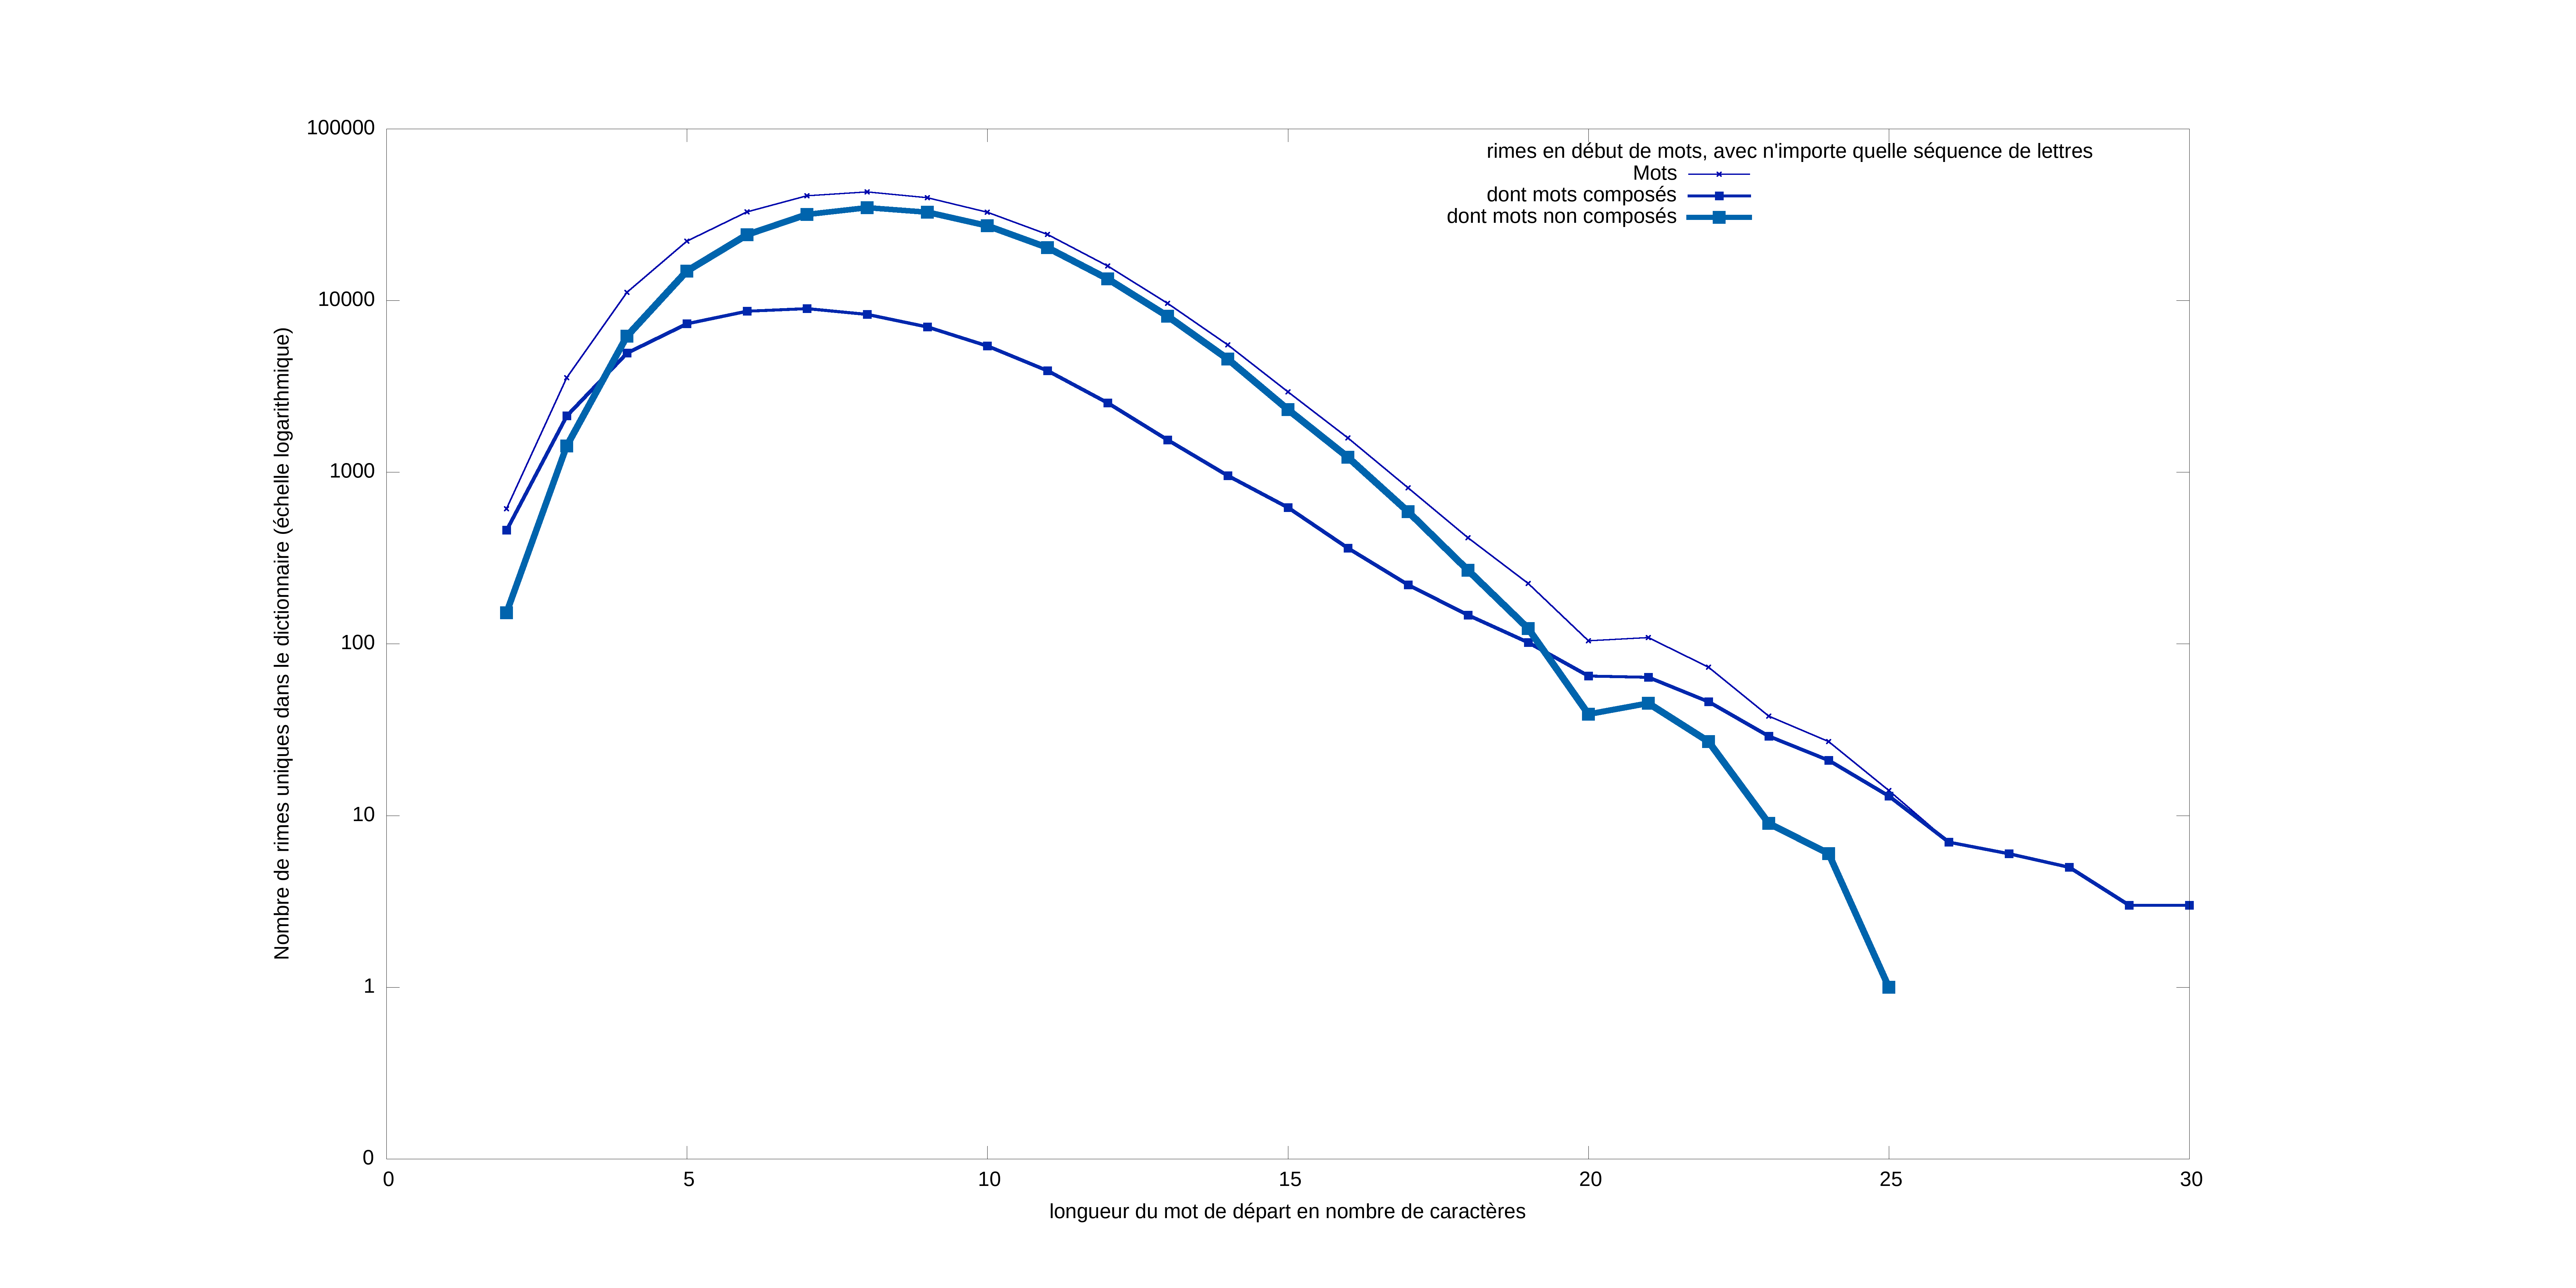 rimes en début de mots, avec n'importe quelle séquence de lettres
Mots
dont mots composés
dont mots non composés
100000
10000
1000
100
10
1
0
Nombre de rimes uniques dans le dictionnaire (échelle logarithmique)
0 5 10 15 20 25 30
longueur du mot de départ en nombre de caractères